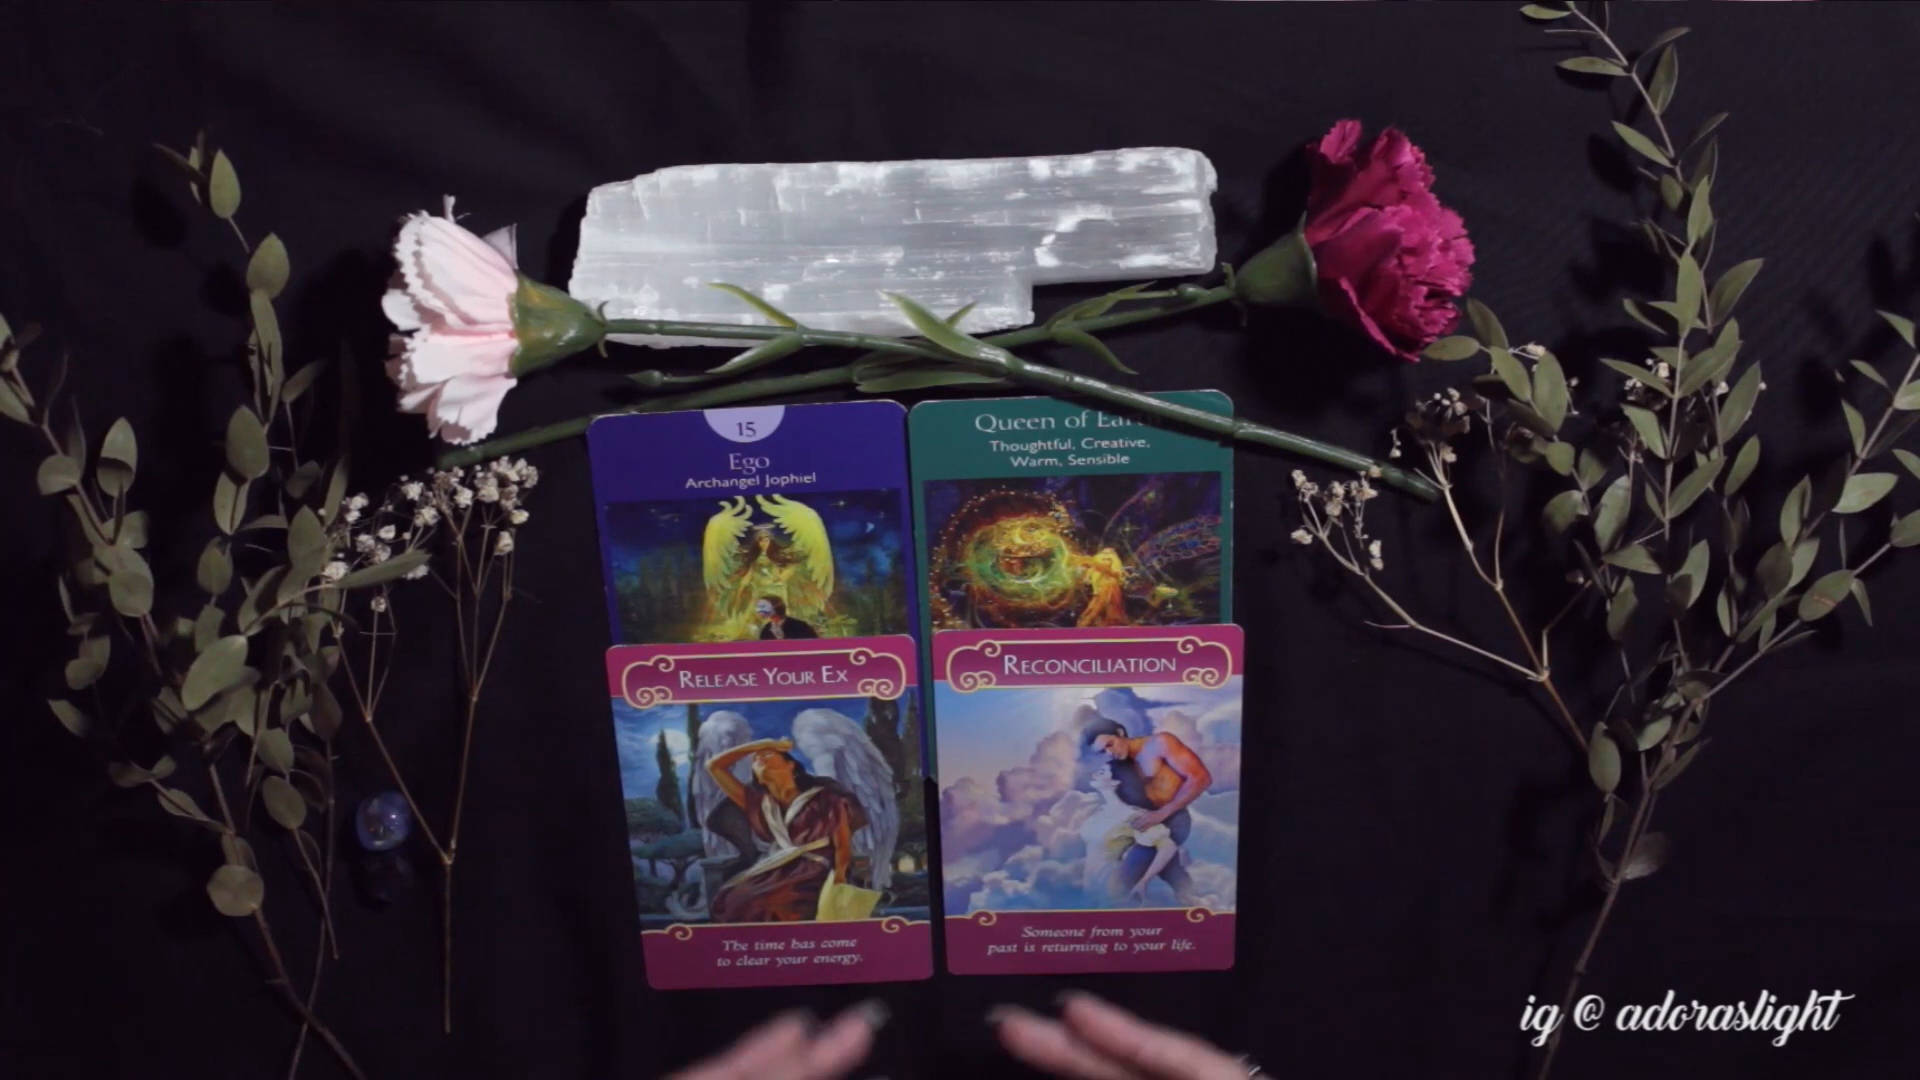 15
Ego
Archangel Jophiel
Queen of Earth
Thoughtful, Creative,
Warm, Sensible
RELEASE YOUR EX
The time has come
to clear your energy.
RECONCILIATION
Someone from your
past is returning to your life.
ig @ adoraslight